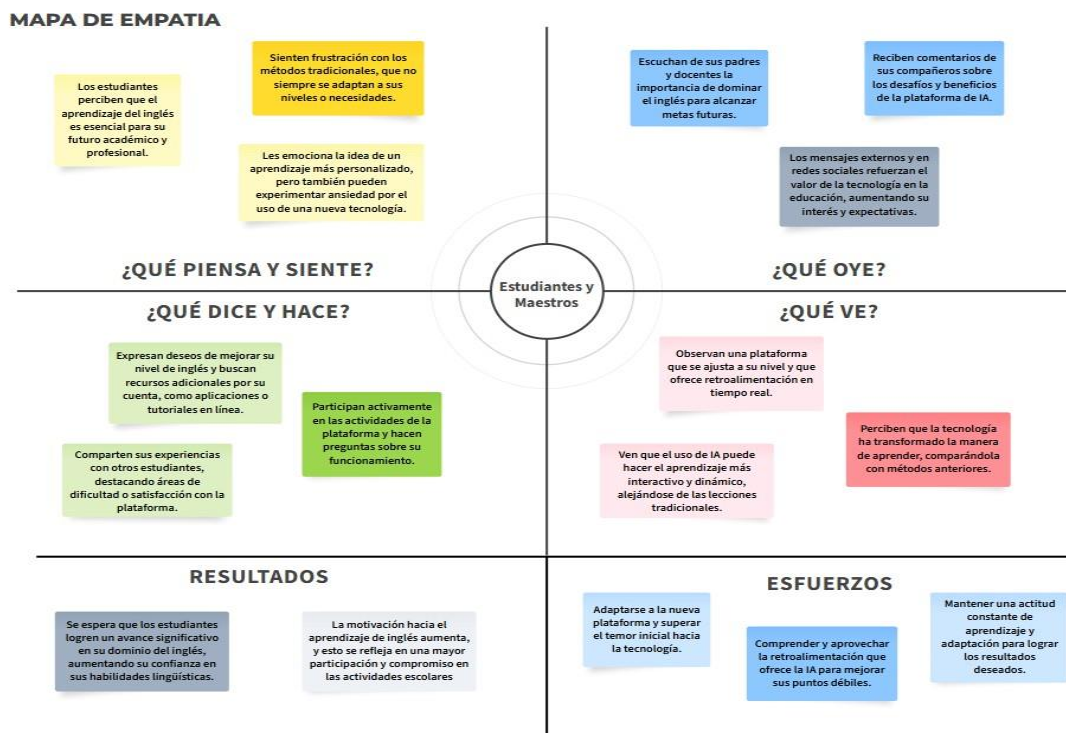 MAPA DE EMPATIA
Los estudiantes
perciben que el
aprendizaje del inglés
es esencial para su
futuro académico y
profesional.
Sienten frustración con los
métodos tradicionales, que no
siempre se adaptan a sus
niveles o necesidades.
Les emociona la idea de un
aprendizaje más personalizado,
pero también pueden
experimentar ansiedad por el
uso de una nueva tecnología.
¿QUÉ PIENSA Y SIENTE?
Escuchan de sus padres
y docentes la
importancia de dominar
el inglés para alcanzar
metas futuras.
Reciben comentarios de
sus compañeros sobre
los desafíos y beneficios
de la plataforma de IA.
Los mensajes externos y en
redes sociales refuerzan el
valor de la tecnología en la
educación, aumentando su
interés y expectativas.
¿QUÉ OYE?
Estudiantes y
Maestros
¿QUÉ DICE Y HACE?
Expresan deseos de mejorar su
nivel de inglés y buscan
recursos adicionales por su
cuenta, como aplicaciones o
tutoriales en línea.
Participan activamente
en las actividades de la
plataforma y hacen
preguntas sobre su
funcionamiento.
Comparten sus experiencias
con otros estudiantes,
destacando áreas de
dificultad o satisfacción con la
plataforma.
¿QUÉ VE?
Observan una plataforma
que se ajusta a su nivel y que
ofrece retroalimentación en
tiempo real.
Perciben que la tecnología
ha transformado la manera
de aprender, comparándola
con métodos anteriores.
Ven que el uso de IA puede
hacer el aprendizaje más
interactivo y dinámico,
alejándose de las lecciones
tradicionales.
RESULTADOS
Se espera que los estudiantes
logren un avance significativo
en su dominio del inglés,
aumentando su confianza en
sus habilidades lingüísticas.
La motivación hacia el
aprendizaje de inglés aumenta,
y esto se refleja en una mayor
participación y compromiso en
las actividades escolares
ESFUERZOS
Adaptarse a la nueva
plataforma y superar
el temor inicial hacia
la tecnología.
Comprender y aprovechar
la retroalimentación que
ofrece la IA para mejorar
sus puntos débiles.
Mantener una actitud
constante de
aprendizaje y
adaptación para lograr
los resultados
deseados.